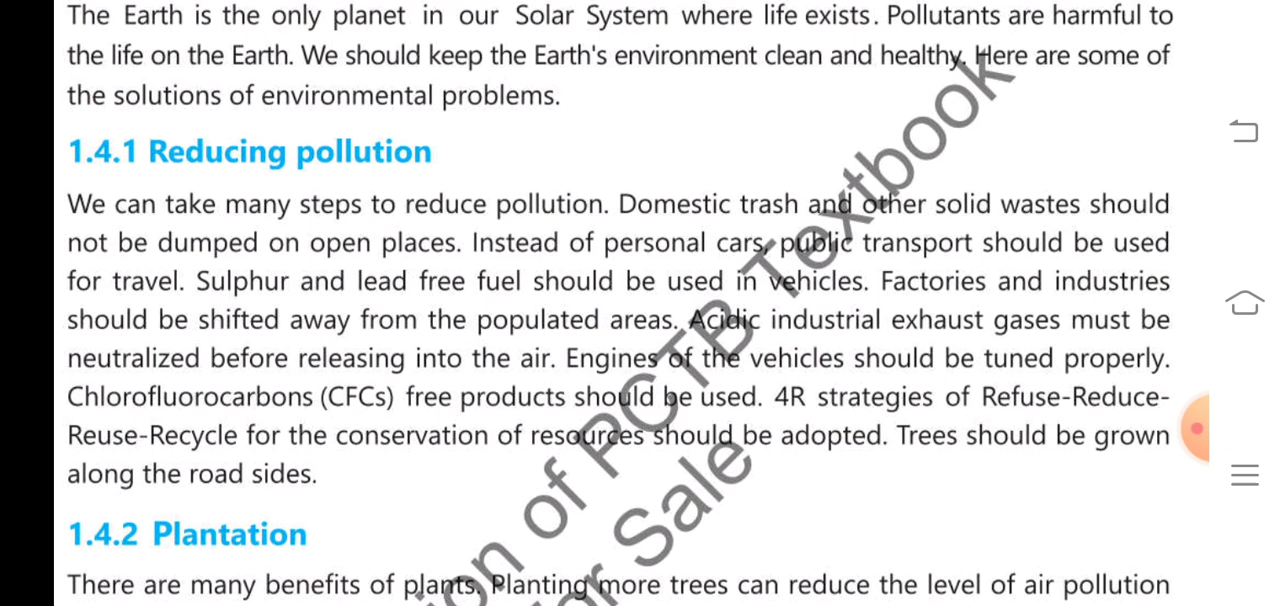 The Earth is the only planet in our Solar System where life exists. Pollutants are harmful to
the life on the Earth. We should keep the Earth's environment clean and healthy. Here are some of
the solutions of environmental problems.
1.4.1 Reducing pollution
We can take many steps to reduce pollution. Domestic trash and other solid wastes should
not be dumped on open places. Instead of personal cars, public transport should be used
for travel. Sulphur and lead free fuel should be used in vehicles. Factories and industries
should be shifted away from the populated areas. Acidic industrial exhaust gases must be
neutralized before releasing into the air. Engines of the vehicles should be tuned properly.
Chlorofluorocarbons (CFCs) free products should be used. 4R strategies of Refuse-Reduce-
Reuse-Recycle for the conservation of resources should be adopted. Trees should be grown
along the road sides.
1.4.2 Plantation
There are many benefits of plants. Planting more trees can reduce the level of air pollution
of PCTB Textbook
Sale